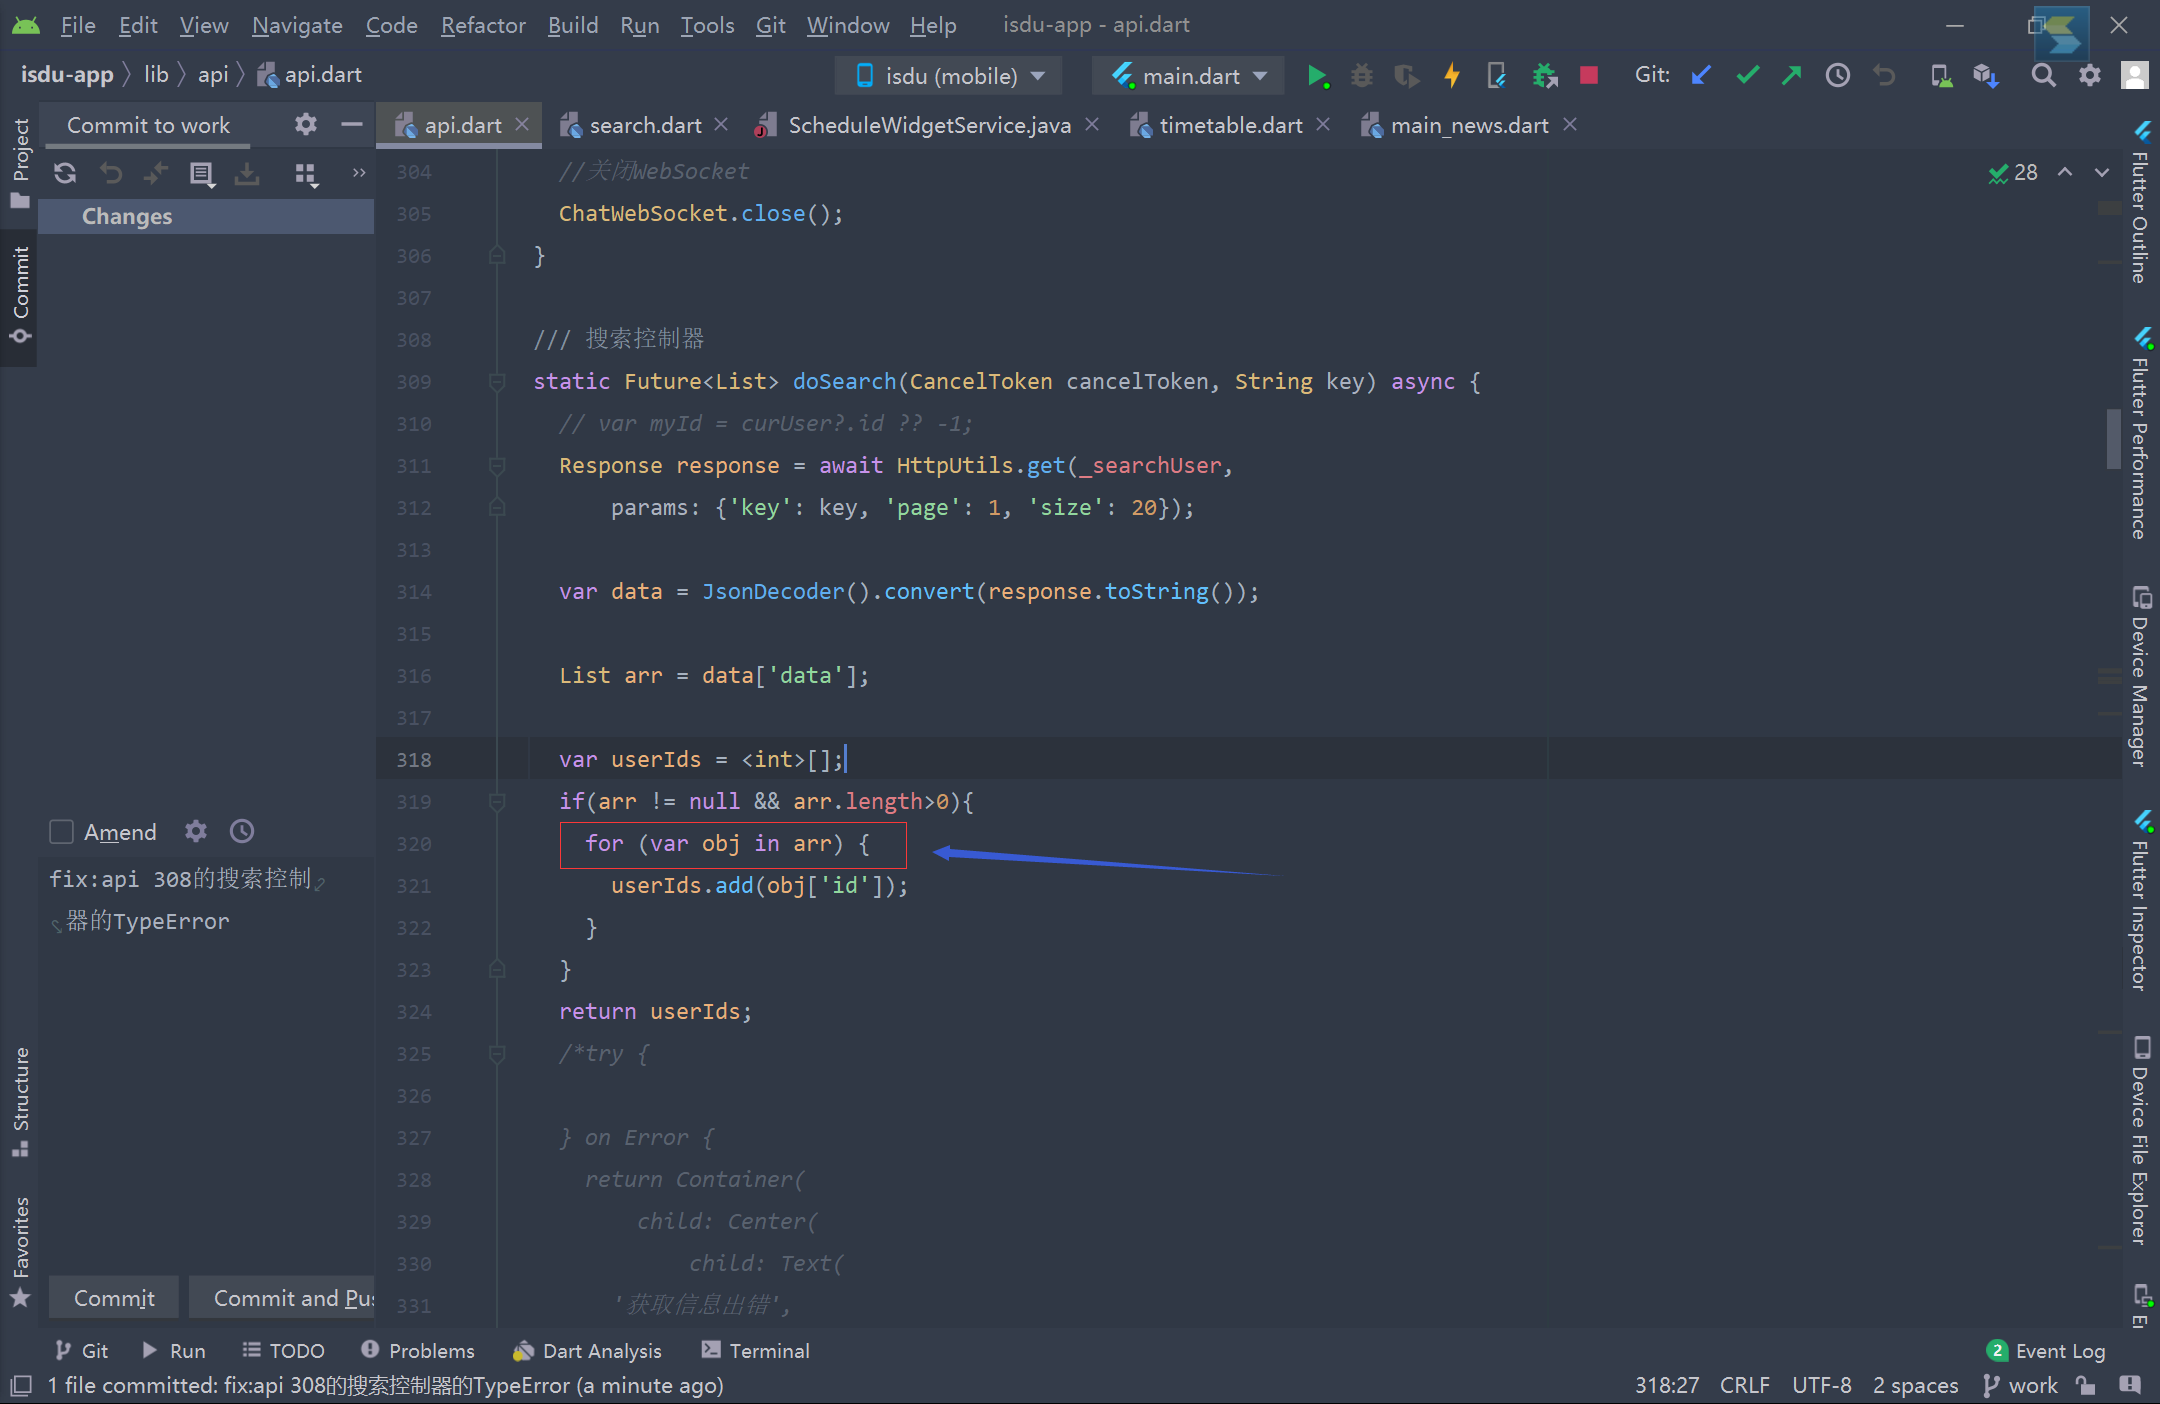 File Edit View Navigate Code Refactor Build Run Tools Git Window Help isdu-app - api.dart
isdu-app lib api api.dart isdu (mobile) main.dart Git:
Project
Commit
Structure
Favorites
Commit to work
Changes
Amend
fix:api 308的搜索控制
器的TypeError
Commit Commit and Pus
api.dart search.dart ScheduleWidgetService.java timetable.dart main_news.dart
28
304 //关闭WebSocket
305 ChatWebSocket.close();
306 }
307
308 /// 搜索控制器
309 static Future<List> doSearch(CancelToken cancelToken, String key) async {
310 // var myId = curUser?.id ?? -1;
311 Response response = await HttpUtils.get(_searchUser,
312 params: {'key': key, 'page': 1, 'size': 20});
313
314 var data = JsonDecoder().convert(response.toString());
315
316 List arr = data['data'];
317
318 var userIds = <int>[];
319 if(arr != null && arr.length>0){
320 for (var obj in arr) {
321 userIds.add(obj['id']);
322 }
323 }
324 return userIds;
325 /*try {
326
327 } on Error {
328 return Container(
329 child: Center(
330 child: Text(
331 '获取信息出错',
Flutter Outline
Flutter Performance
Device Manager
Flutter Inspector
Device File Explorer
Git Run TODO Problems Dart Analysis Terminal 2 Event Log
1 file committed: fix:api 308的搜索控制器的TypeError (a minute ago) 318:27 CRLF UTF-8 2 spaces work